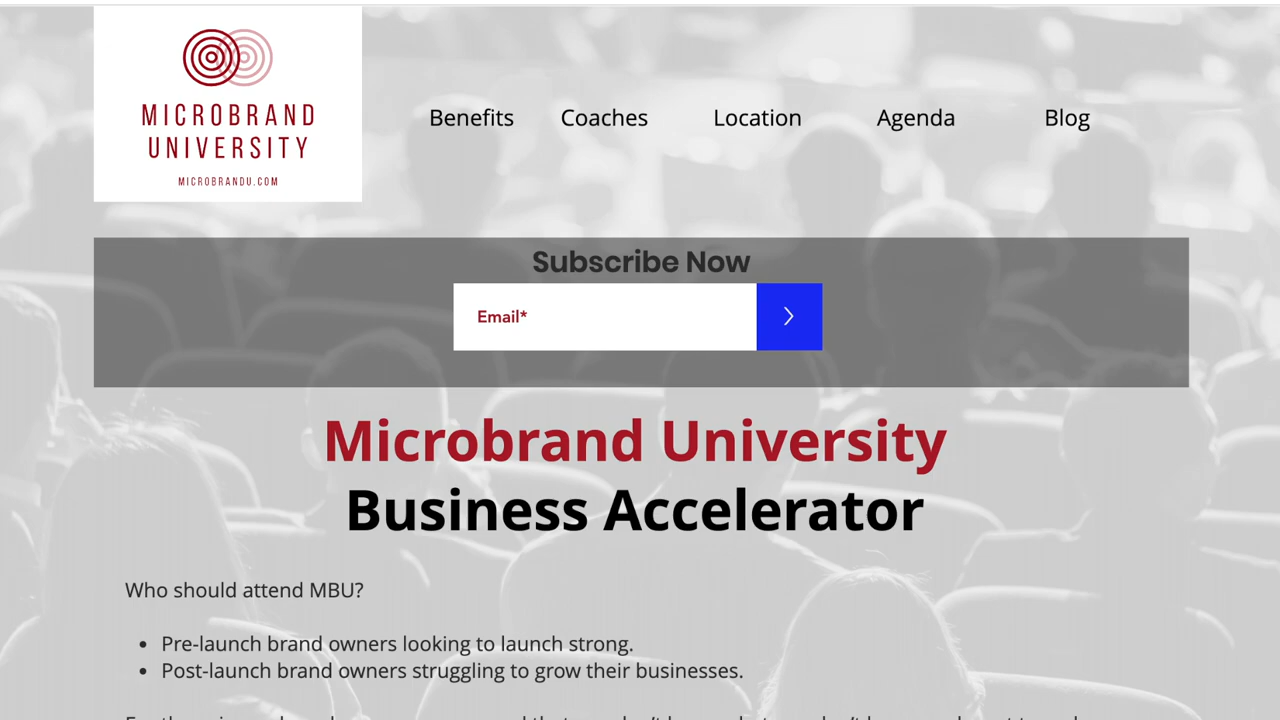 MICROBRAND
UNIVERSITY
MICROBRANDU.COM
Benefits Coaches Location Agenda Blog
Subscribe Now
Email*
Microbrand University
Business Accelerator
Who should attend MBU?
• Pre-launch brand owners looking to launch strong.
• Post-launch brand owners struggling to grow their businesses.